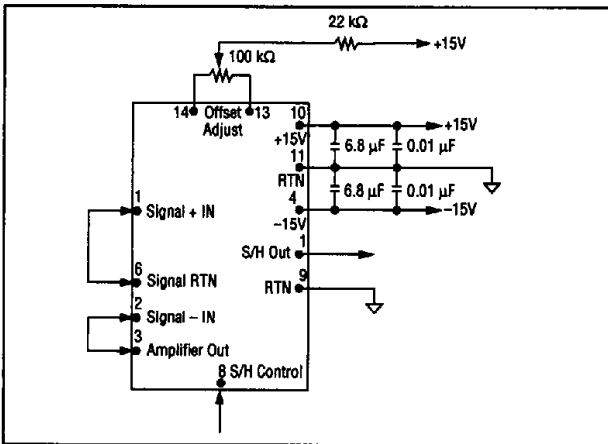 22 kΩ
+15V
100 kΩ
14 Offset 13
Adjust
10
+15V
+15V
6.8 µF 0.01 µF
11
RTN
6.8 µF 0.01 µF
4
-15V
–15V
1
Signal + IN
1
S/H Out
6
Signal RTN
9
RTN
2
Signal – IN
3
Amplifier Out
8 S/H Control